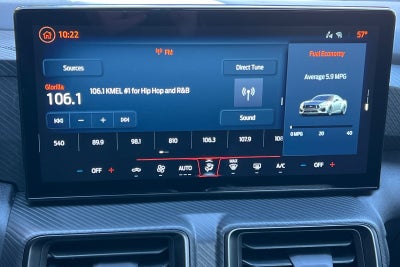 10:22
57°
FM
Sources
Direct Tune
Fuel Economy
Average 5.9 MPG
Glorilla
106.1
106.1 KMEL #1 for Hip Hop and R&B
Sound
0 MPG 20 40
540 89.9 98.1 810 106.1 107.9
- OFF +
AUTO
MAX
A/C
- OFF +